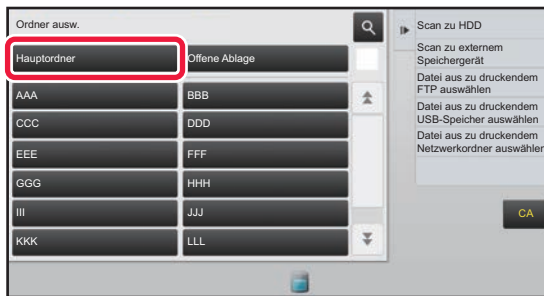 Ordner ausw.
Hauptordner
Offene Ablage
AAA
BBB
CCC
DDD
EEE
FFF
GGG
HHH
III
JJJ
KKK
LLL
Scan zu HDD
Scan zu externem
Speichergerät
Datei aus zu druckendem
FTP auswählen
Datei aus zu druckendem
USB-Speicher auswählen
Datei aus zu druckendem
Netzwerkordner auswählen
CA